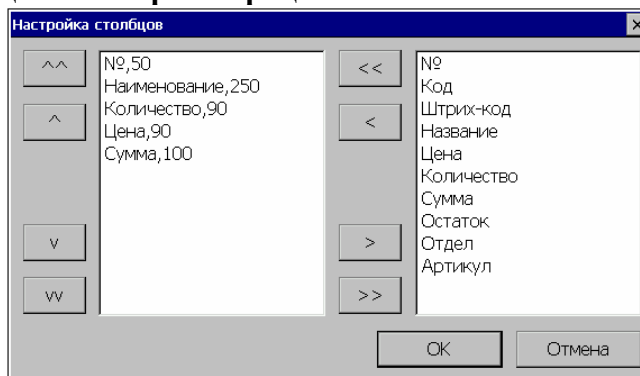 Настройка столбцов
^^
^
v
vv
№,50
Наименование,250
Количество,90
Цена,90
Сумма,100
<<
<
>
>>
№
Код
Штрих-код
Название
Цена
Количество
Сумма
Остаток
Отдел
Артикул
OK
Отмена